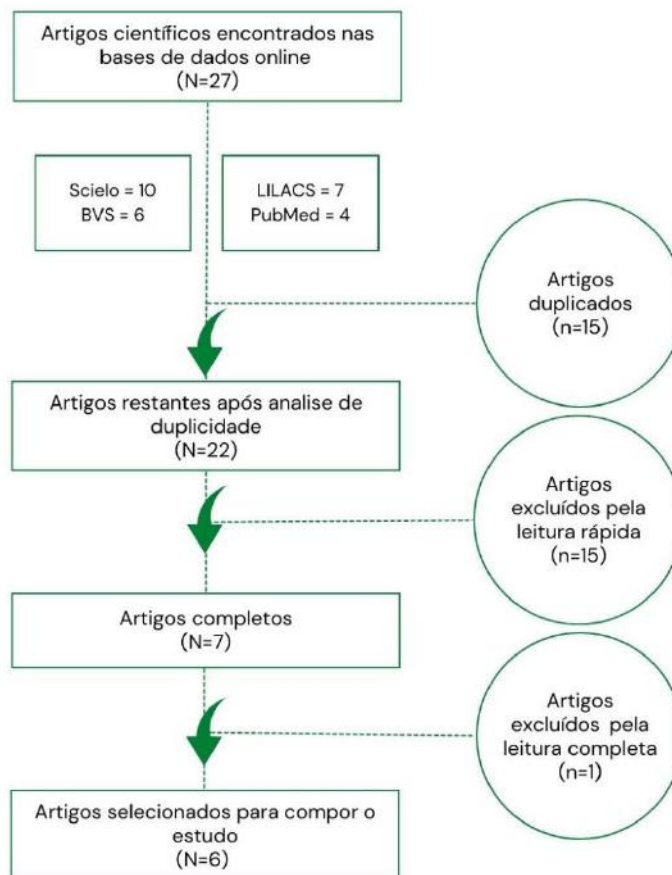 Artigos científicos encontrados nas
bases de dados online
(N=27)
Scielo = 10
BVS = 6
LILACS = 7
PubMed = 4
Artigos
duplicados
(n=15)
Artigos restantes após analise de
duplicidade
(N=22)
Artigos
excluídos pela
leitura rápida
(n=15)
Artigos completos
(N=7)
Artigos
excluídos pela
leitura completa
(n=1)
Artigos selecionados para compor o
estudo
(N=6)